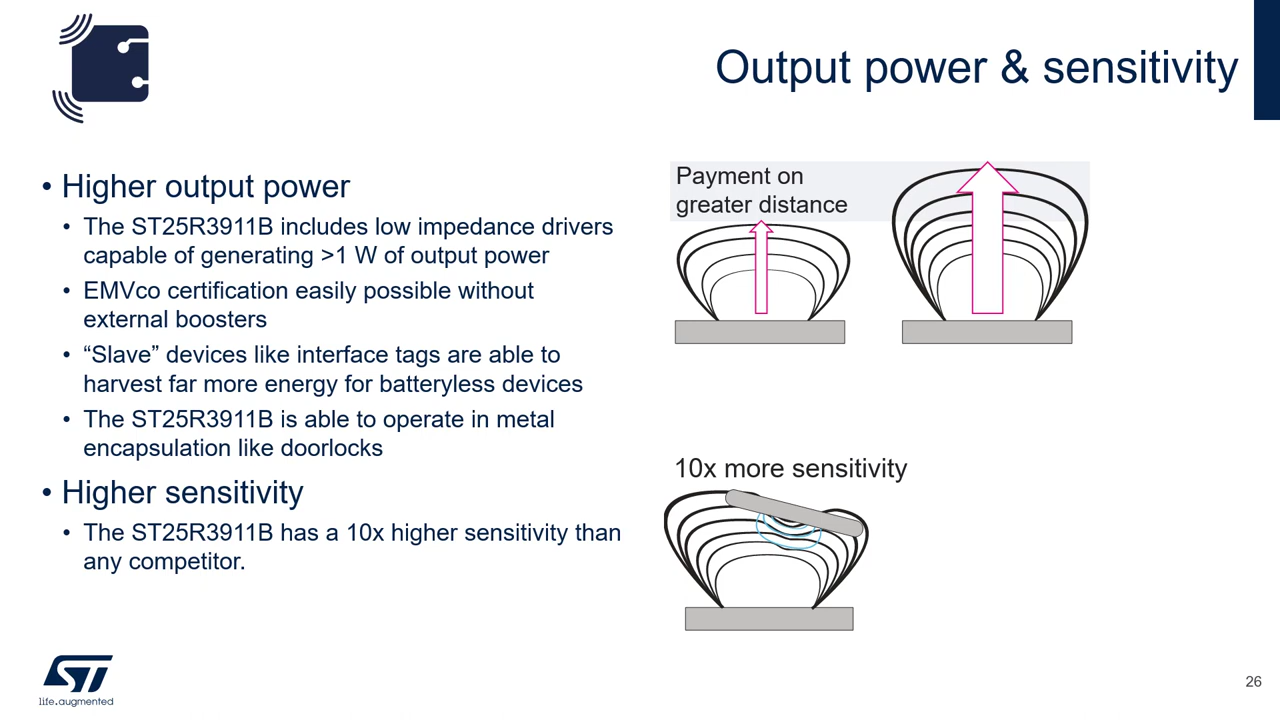 Output power & sensitivity
• Higher output power
• The ST25R3911B includes low impedance drivers
capable of generating >1 W of output power
• EMVco certification easily possible without
external boosters
• “Slave” devices like interface tags are able to
harvest far more energy for batteryless devices
• The ST25R3911B is able to operate in metal
encapsulation like doorlocks
• Higher sensitivity
• The ST25R3911B has a 10x higher sensitivity than
any competitor.
Payment on
greater distance
10x more sensitivity
ST
life.augmented
26